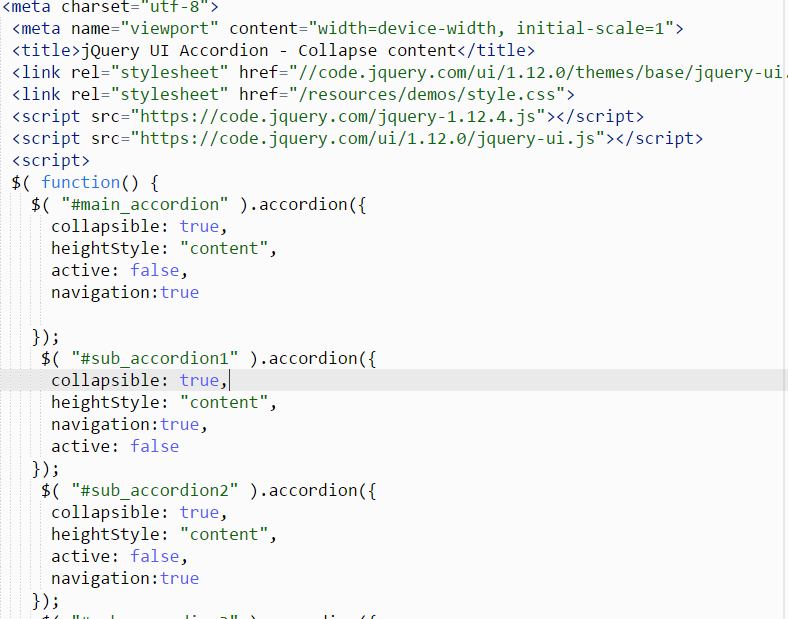 <meta charset="utf-8">
<meta name="viewport" content="width=device-width, initial-scale=1">
<title>jQuery UI Accordion - Collapse content</title>
<link rel="stylesheet" href="//code.jquery.com/ui/1.12.0/themes/base/jquery-ui.
<link rel="stylesheet" href="/resources/demos/style.css">
<script src="https://code.jquery.com/jquery-1.12.4.js"></script>
<script src="https://code.jquery.com/ui/1.12.0/jquery-ui.js"></script>
<script>
$( function() {
$( "#main_accordion" ).accordion({
collapsible: true,
heightStyle: "content",
active: false,
navigation:true
});
$( "#sub_accordion1" ).accordion({
collapsible: true,
heightStyle: "content",
navigation:true,
active: false
});
$( "#sub_accordion2" ).accordion({
collapsible: true,
heightStyle: "content",
active: false,
navigation:true
});